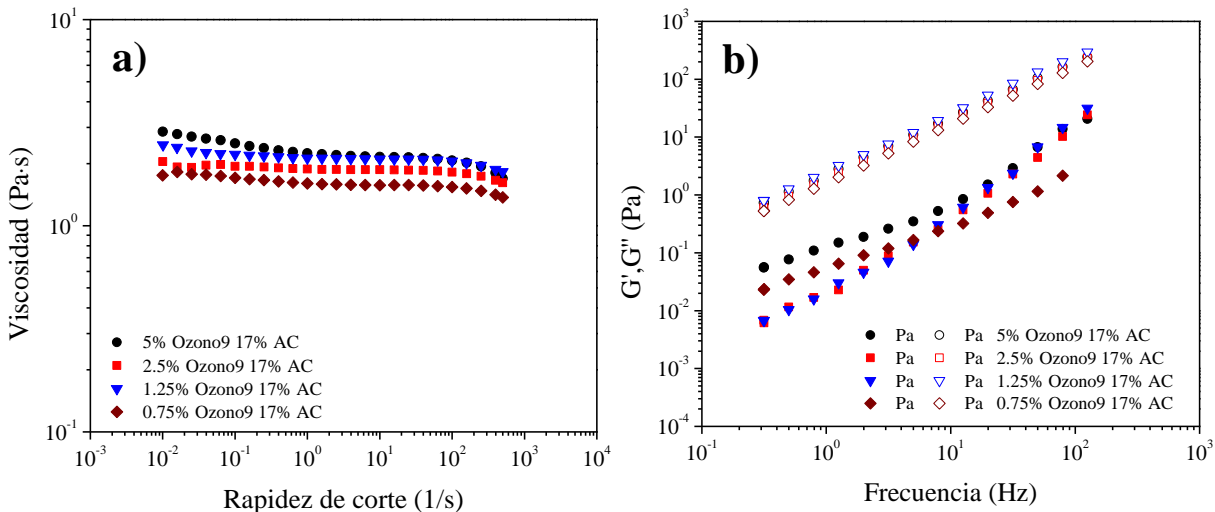 a)
Viscosidad (Pa·s)
10^1
10^0
10^-1
5% Ozono9 17% AC
2.5% Ozono9 17% AC
1.25% Ozono9 17% AC
0.75% Ozono9 17% AC
10^-3 10^-2 10^-1 10^0 10^1 10^2 10^3 10^4
Rapidez de corte (1/s)
b)
G',G'' (Pa)
10^3
10^2
10^1
10^0
10^-1
10^-2
10^-3
10^-4
Pa Pa 5% Ozono9 17% AC
Pa Pa 2.5% Ozono9 17% AC
Pa Pa 1.25% Ozono9 17% AC
Pa Pa 0.75% Ozono9 17% AC
10^-1 10^0 10^1 10^2 10^3
Frecuencia (Hz)